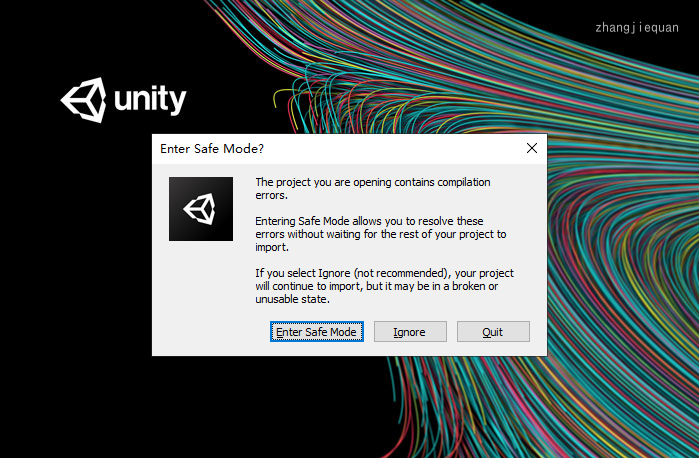 zhangjiequan
unity
Enter Safe Mode?
The project you are opening contains compilation
errors.
Entering Safe Mode allows you to resolve these
errors without waiting for the rest of your project to
import.
If you select Ignore (not recommended), your project
will continue to import, but it may be in a broken or
unusable state.
Enter Safe Mode
Ignore
Quit